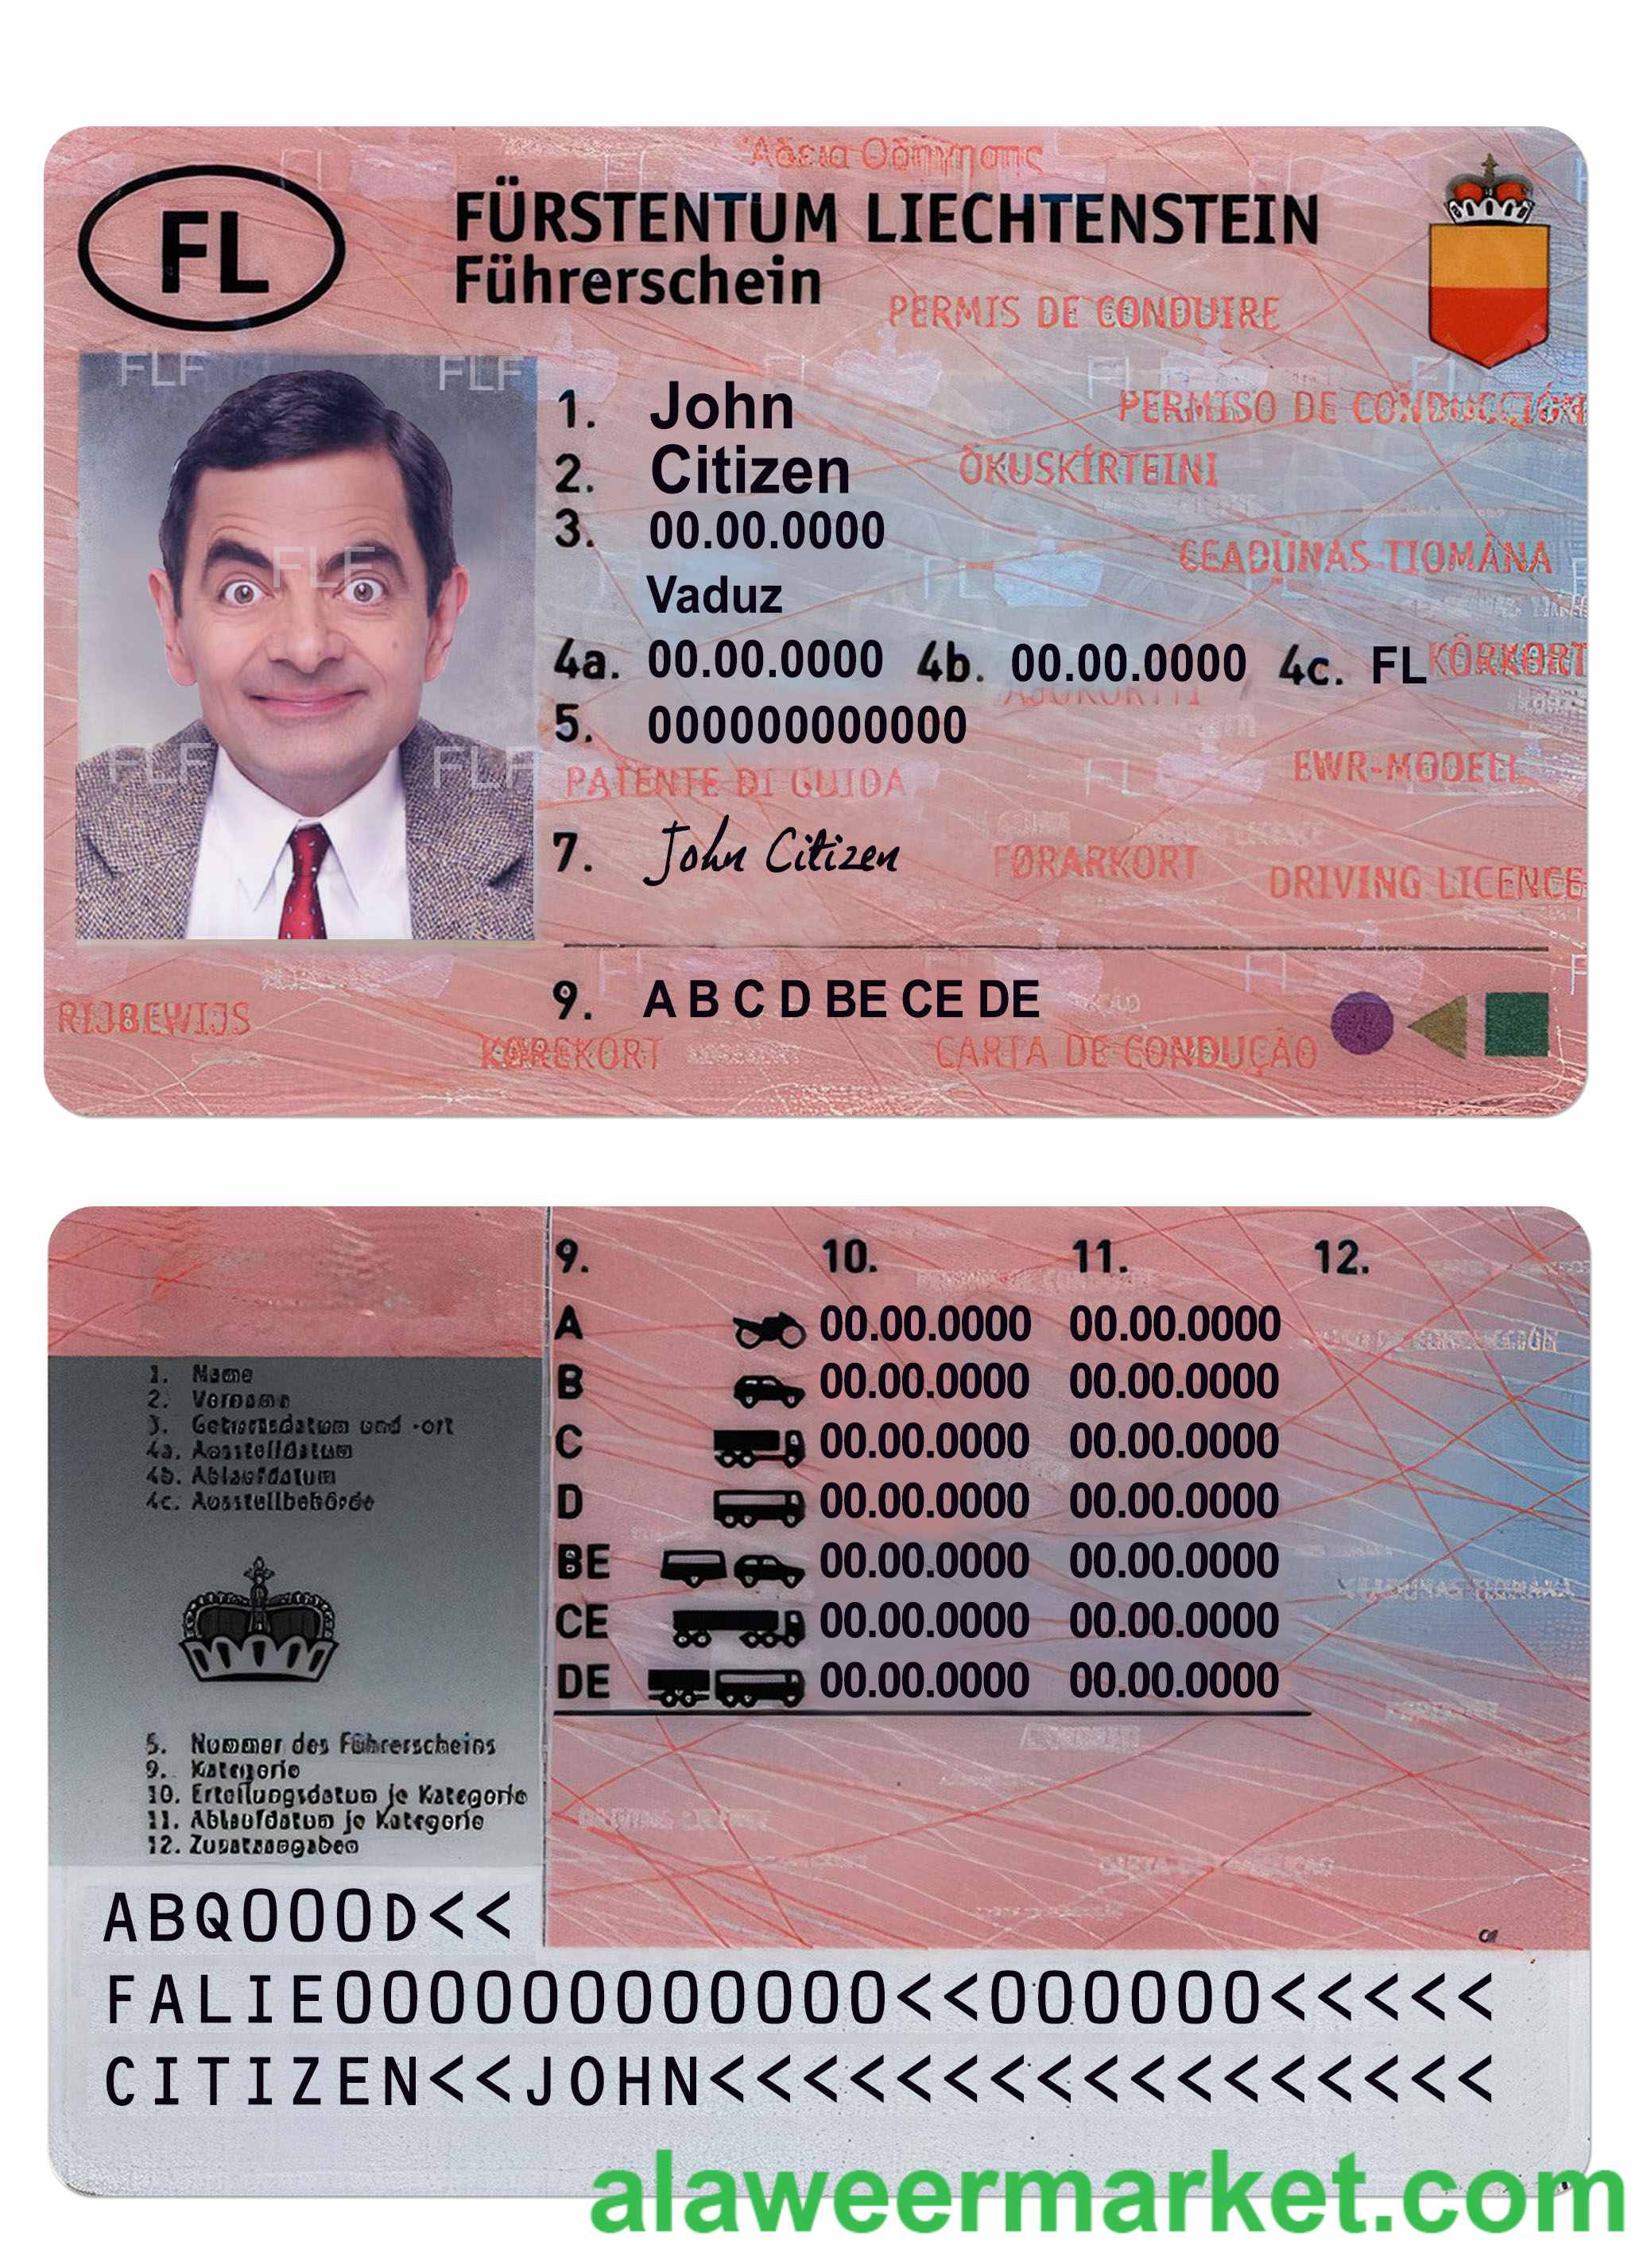 Άδεια Οδήγησης
FL
FÜRSTENTUM LIECHTENSTEIN
Führerschein
PERMIS DE CONDUIRE
FLF FLF
1. John
PERMISO DE CONDUCCIÓN
2. Citizen
ÖKUSKÍRTEINI
3. 00.00.0000
FLF
CEADÚNAS TIOMÁNA
Vaduz
4a. 00.00.0000 4b. 00.00.0000 4c. FL
KÖRKORT
AJOKORTTI
5. 000000000000
FLF FLF
PATENTE DI GUIDA
EWR-MODELL
7. John Citizen
FØRARKORT
DRIVING LICENCE
9. A B C D BE CE DE
RIJBEWIJS
KØREKORT
CARTA DE CONDUÇÃO
9. 10. 11. 12.
A 00.00.0000 00.00.0000
B 00.00.0000 00.00.0000
C 00.00.0000 00.00.0000
D 00.00.0000 00.00.0000
BE 00.00.0000 00.00.0000
CE 00.00.0000 00.00.0000
DE 00.00.0000 00.00.0000
1. Name
2. Vorname
3. Geburtsdatum und -ort
4a. Ausstelldatum
4b. Ablaufdatum
4c. Ausstellbehörde
5. Nummer des Führerscheins
9. Kategorie
10. Erteilungsdatum je Kategorie
11. Ablaufdatum je Kategorie
12. Zusatzangaben
ABQ000D<<
FALIE000000000000<<000000<<<<<
CITIZEN<<JOHN<<<<<<<<<<<<<<<<<
alaweermarket.com